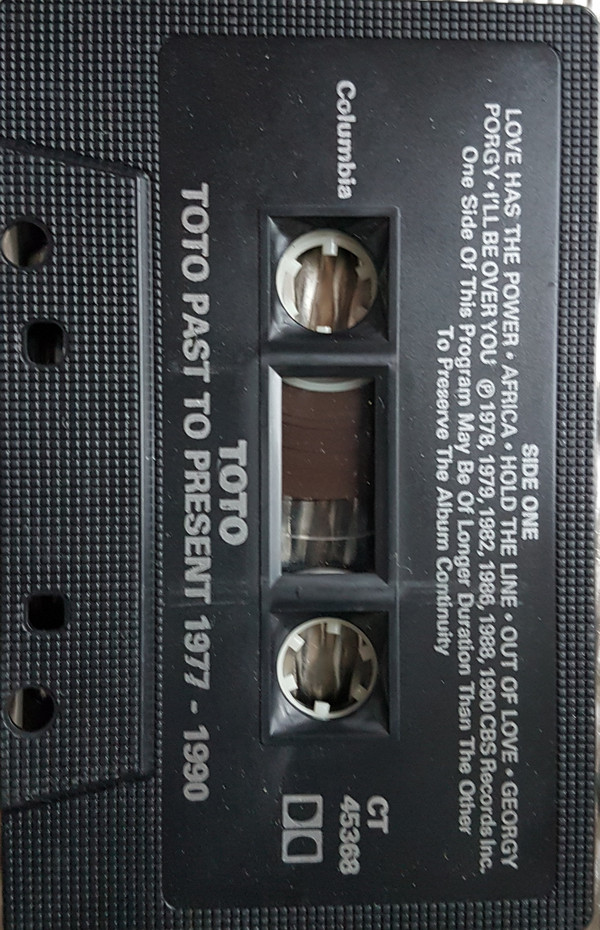 SIDE ONE
LOVE HAS THE POWER • AFRICA • HOLD THE LINE • OUT OF LOVE • GEORGY
PORGY • I'LL BE OVER YOU ℗ 1978, 1979, 1982, 1986, 1988, 1990 CBS Records Inc.
One Side Of This Program May Be Of Longer Duration Than The Other
To Preserve The Album Continuity
Columbia
CT
45368
TOTO
TOTO PAST TO PRESENT 1977 - 1990